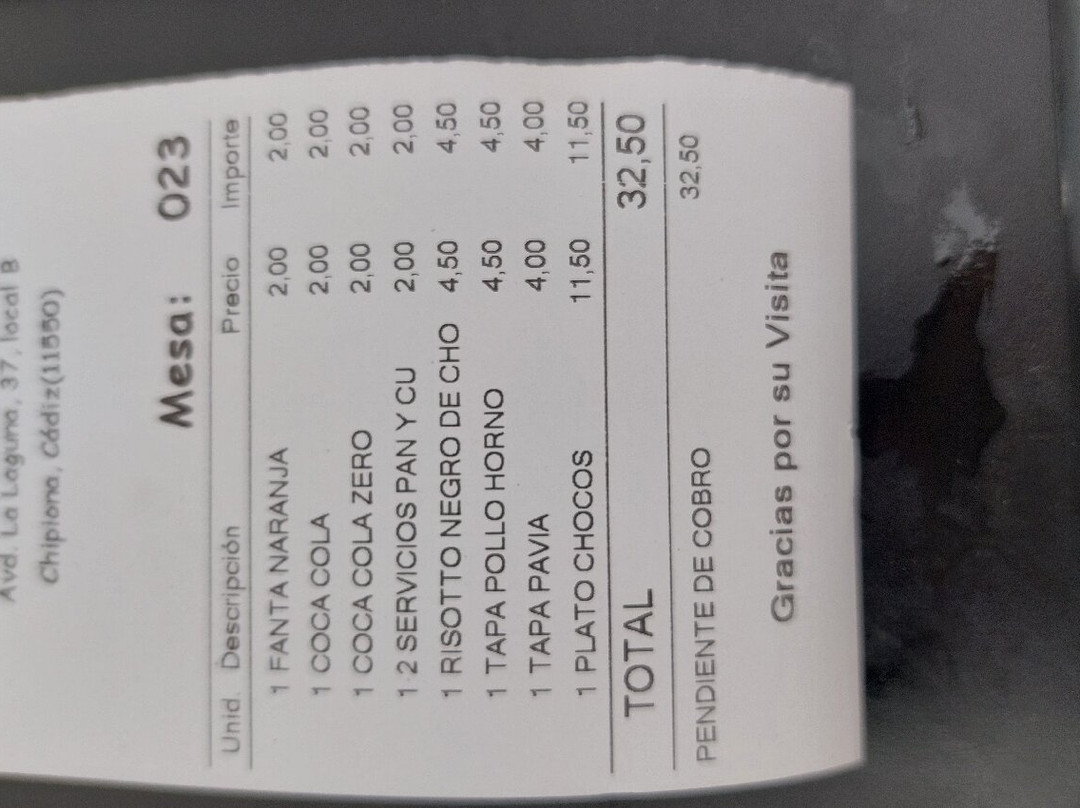 Avd. La Laguna, 37, local B
Chipiona, Cádiz(11550)
Mesa: 023
Unid. Descripción Precio Importe
1 FANTA NARANJA 2,00 2,00
1 COCA COLA 2,00 2,00
1 COCA COLA ZERO 2,00 2,00
1 2 SERVICIOS PAN Y CU 2,00 2,00
1 RISOTTO NEGRO DE CHO 4,50 4,50
1 TAPA POLLO HORNO 4,50 4,50
1 TAPA PAVIA 4,00 4,00
1 PLATO CHOCOS 11,50 11,50
TOTAL 32,50
PENDIENTE DE COBRO 32,50
Gracias por su Visita